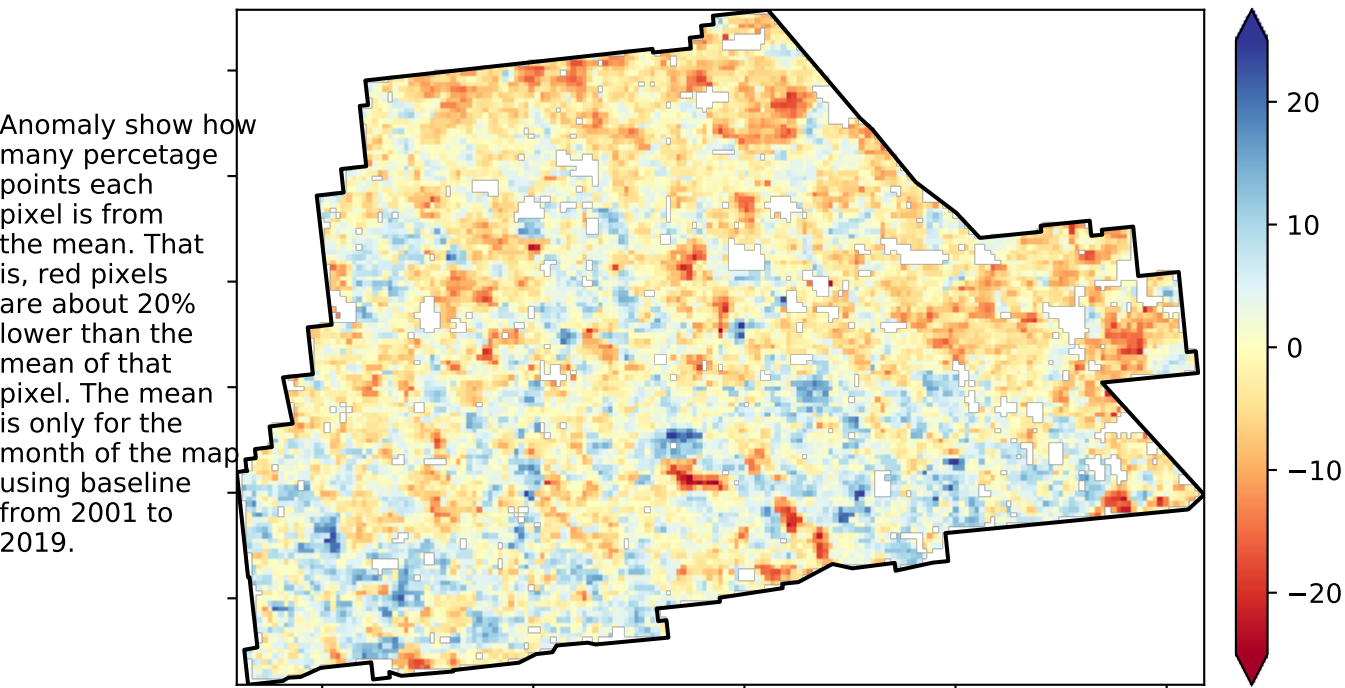 Anomaly show how
many percetage
points each
pixel is from
the mean. That
is, red pixels
are about 20%
lower than the
mean of that
pixel. The mean
is only for the
month of the map
using baseline
from 2001 to
2019.
20
10
0
−10
−20